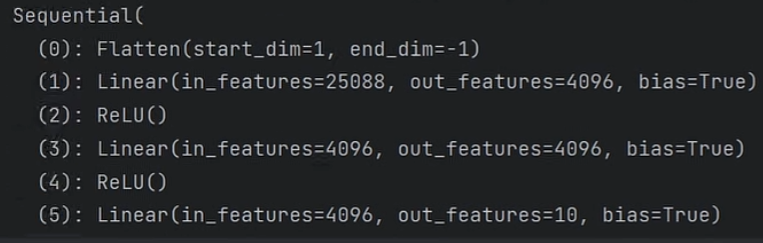 Sequential(
(0): Flatten(start_dim=1, end_dim=-1)
(1): Linear(in_features=25088, out_features=4096, bias=True)
(2): ReLU()
(3): Linear(in_features=4096, out_features=4096, bias=True)
(4): ReLU()
(5): Linear(in_features=4096, out_features=10, bias=True)